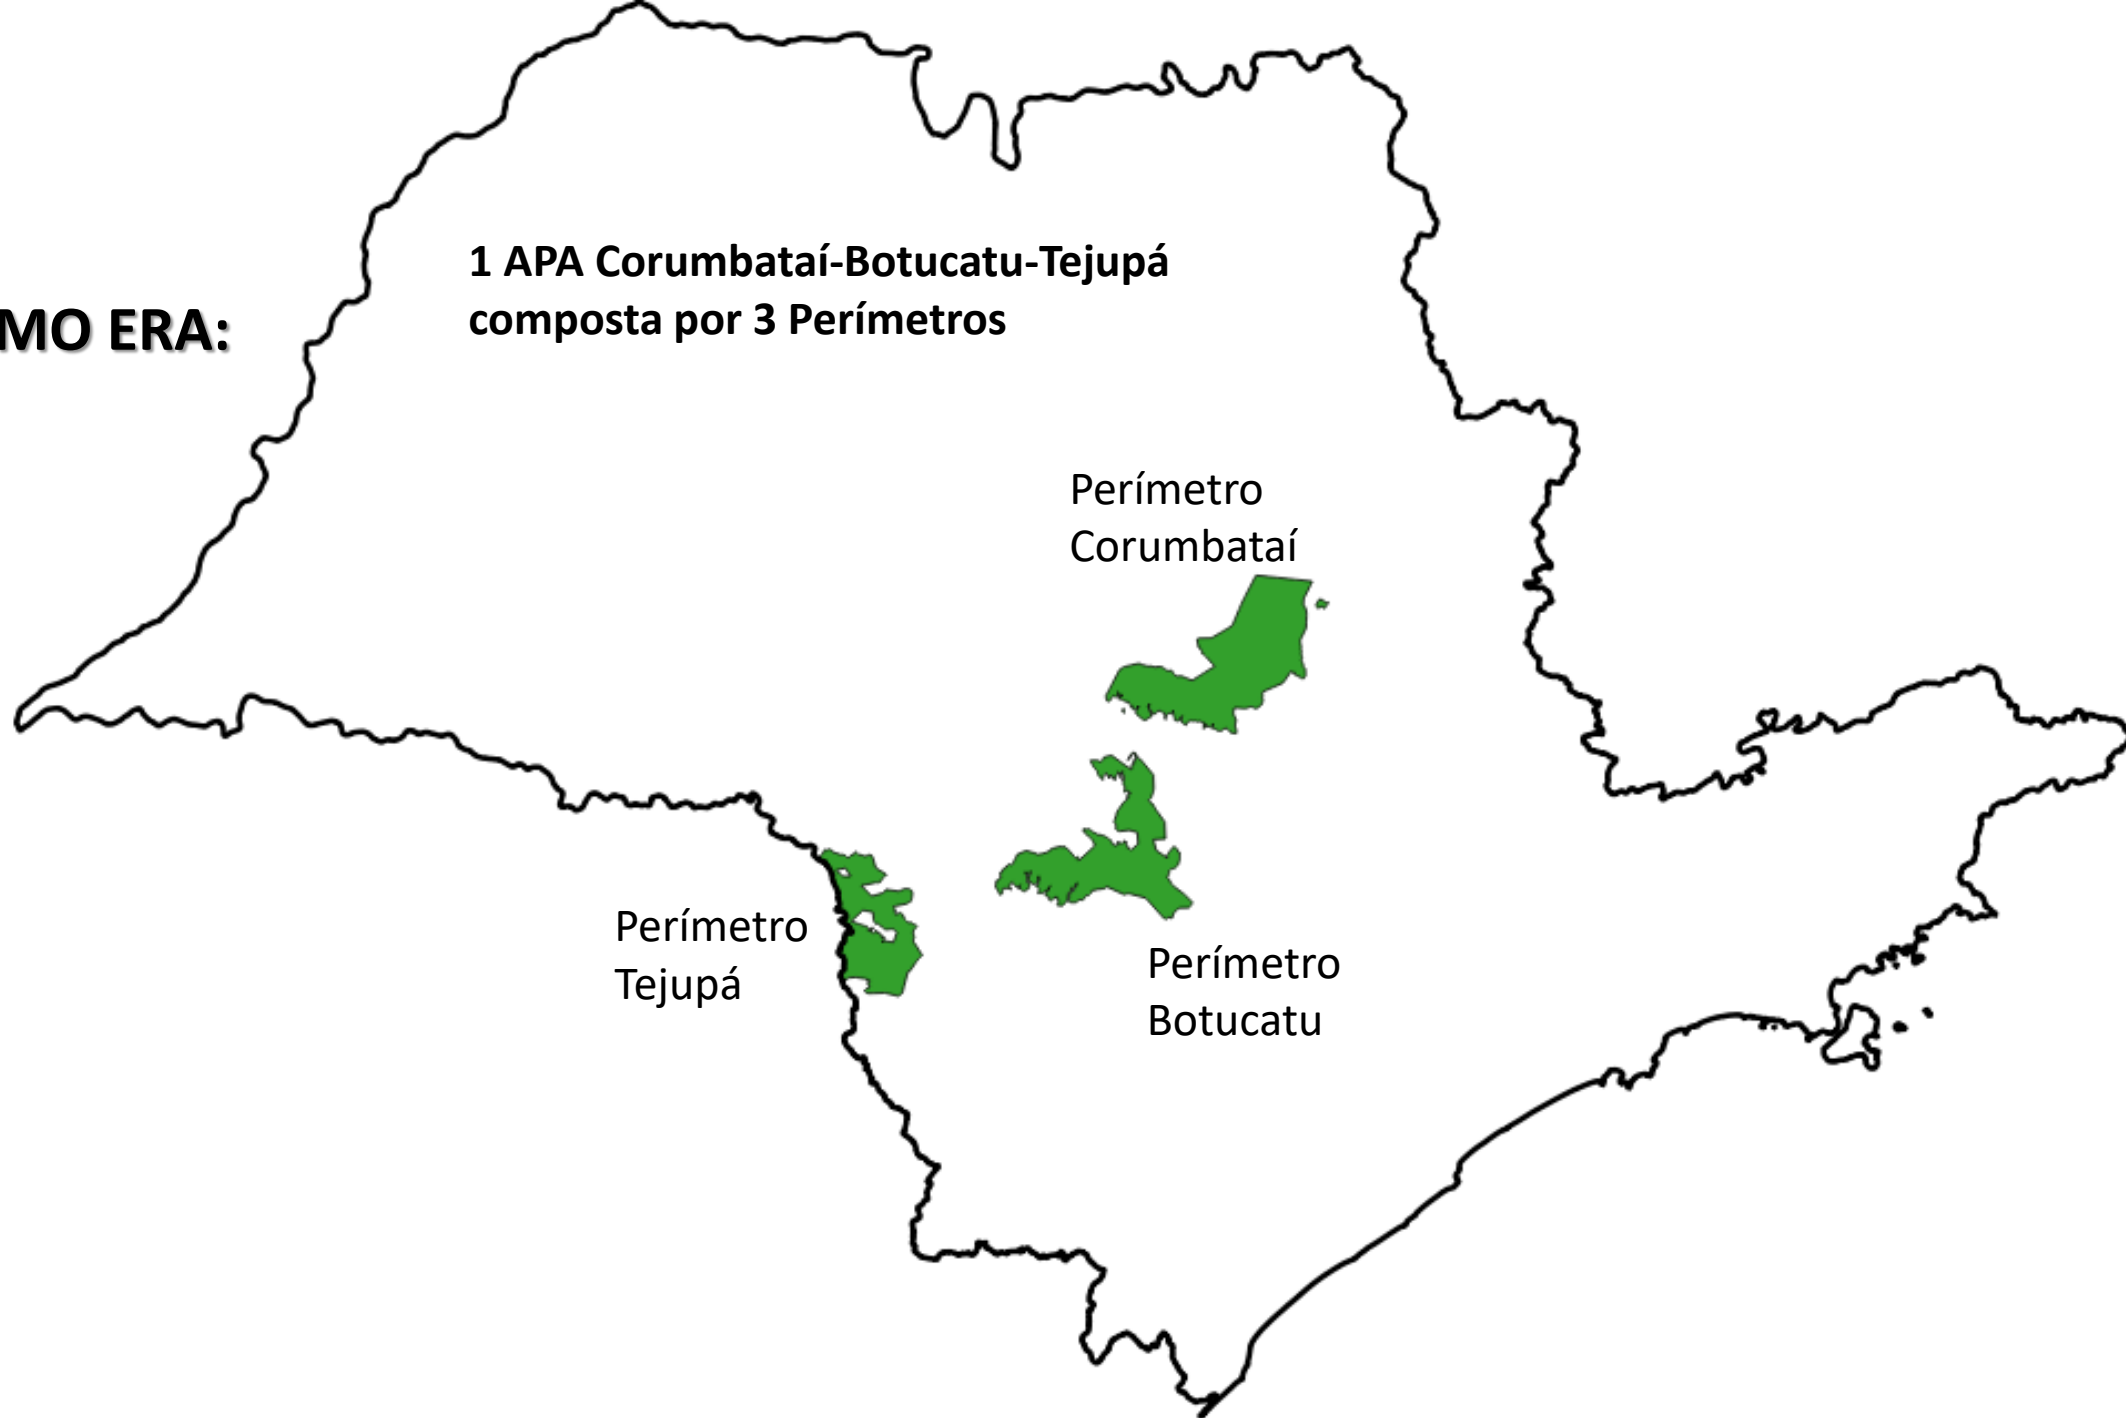 1 APA Corumbataí-Botucatu-Tejupá
composta por 3 Perímetros
MO ERA:
Perímetro
Corumbataí
Perímetro
Tejupá
Perímetro
Botucatu